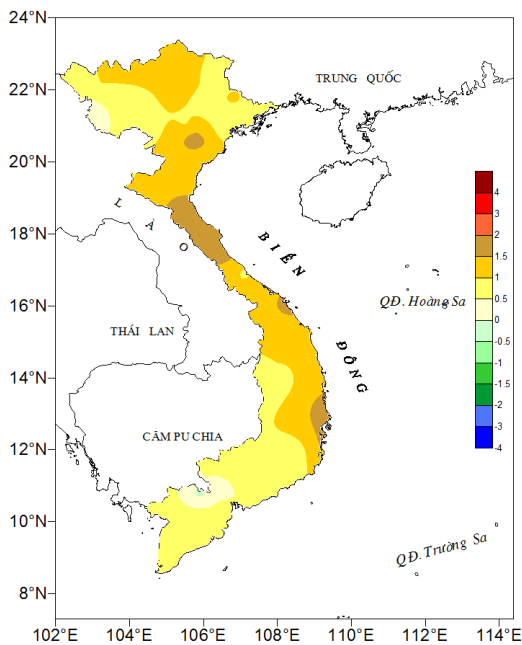 24°N
TRUNG QUỐC
22°N
20°N
L À O
18°N
BIỂN
16°N
QĐ. Hoàng Sa
THÁI LAN
ĐÔNG
14°N
CĂM PU CHIA
12°N
10°N
QĐ. Trường Sa
8°N
4
3
2
1.5
1
0.5
0
-0.5
-1
-1.5
-2
-3
-4
102°E 104°E 106°E 108°E 110°E 112°E 114°E